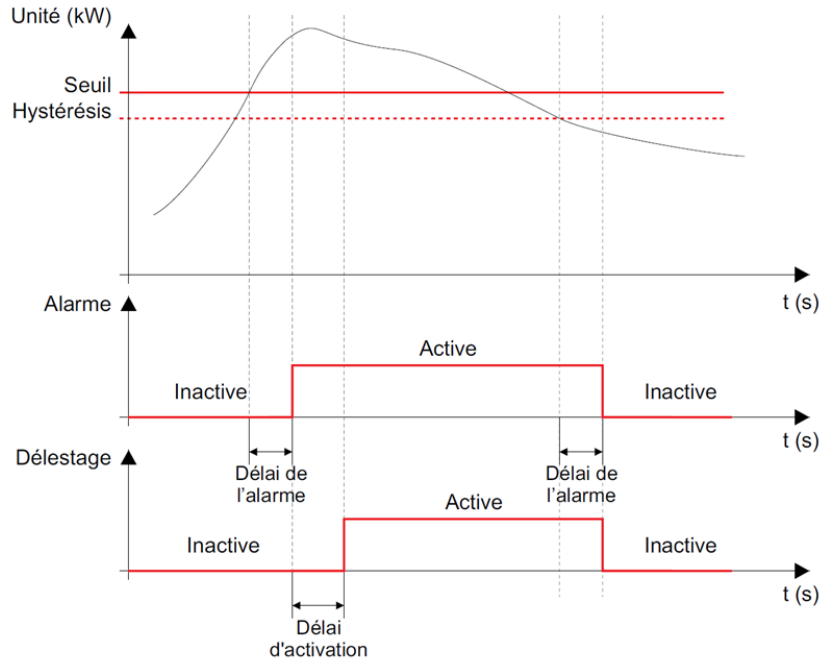 Unité (kW)
Seuil
Hystérésis
t (s)
Alarme
Active
Inactive
Inactive
t (s)
Délestage
Délai de
l'alarme
Délai de
l'alarme
Active
Inactive
Inactive
t (s)
Délai
d'activation